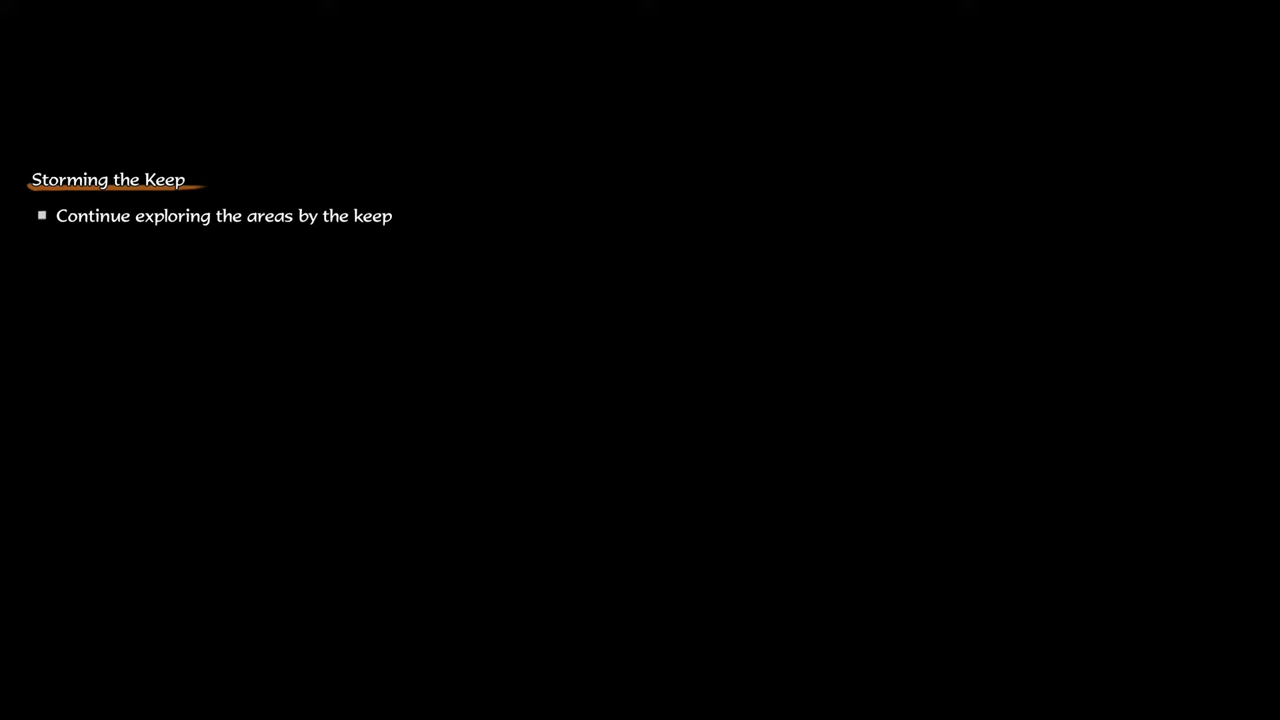 Storming the Keep
Continue exploring the areas by the keep